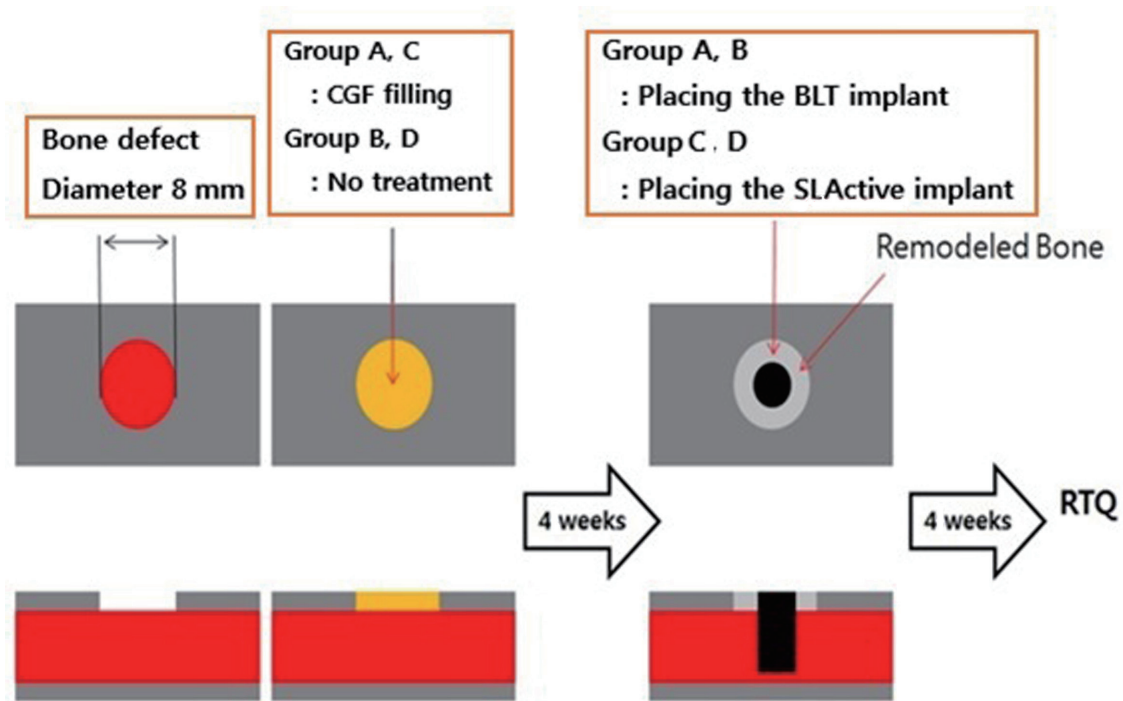 Bone defect
Diameter 8 mm
Group A, C
: CGF filling
Group B, D
: No treatment
Group A, B
: Placing the BLT implant
Group C , D
: Placing the SLActive implant
Remodeled Bone
4 weeks
4 weeks
RTQ